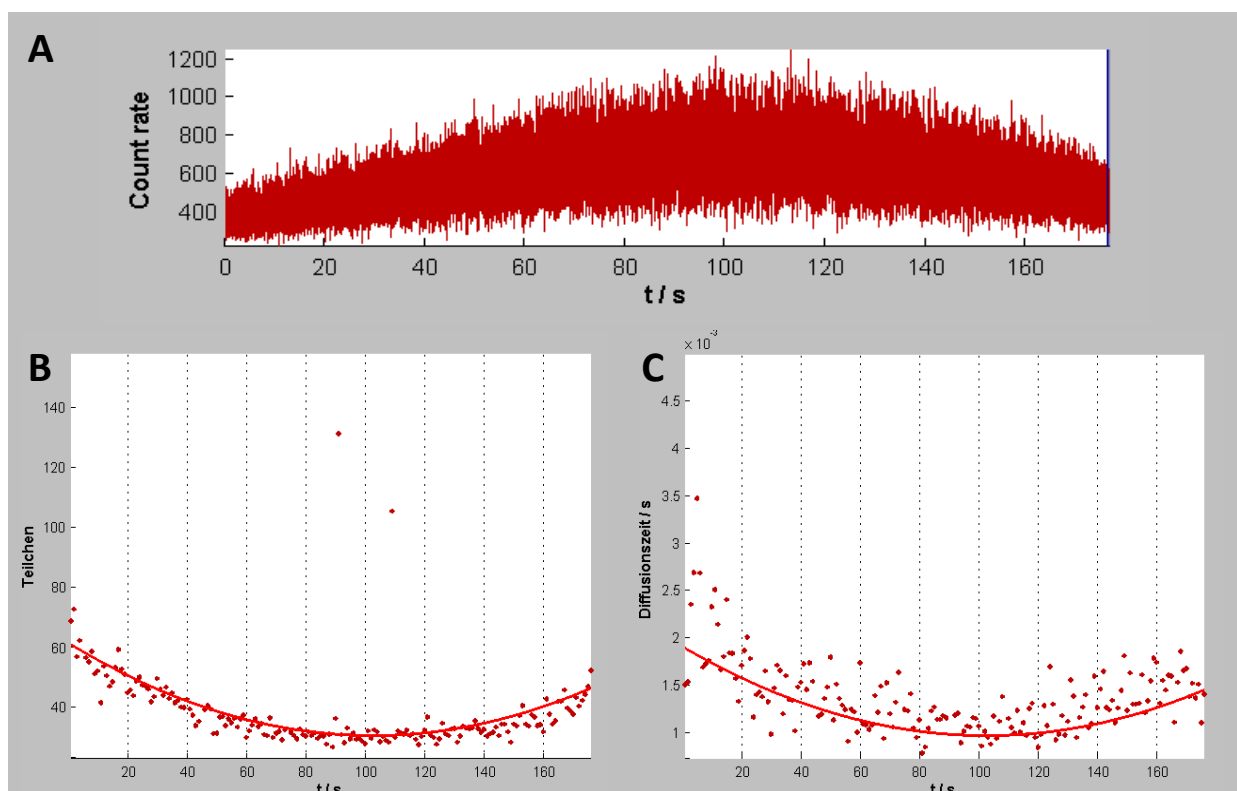 A
Count rate
1200
1000
800
600
400
0 20 40 60 80 100 120 140 160
t / s
B
Teilchen
140
120
100
80
60
40
20 40 60 80 100 120 140 160
t / s
C
x 10⁻³
Diffusionszeit / s
4.5
4
3.5
3
2.5
2
1.5
1
20 40 60 80 100 120 140 160
t / s